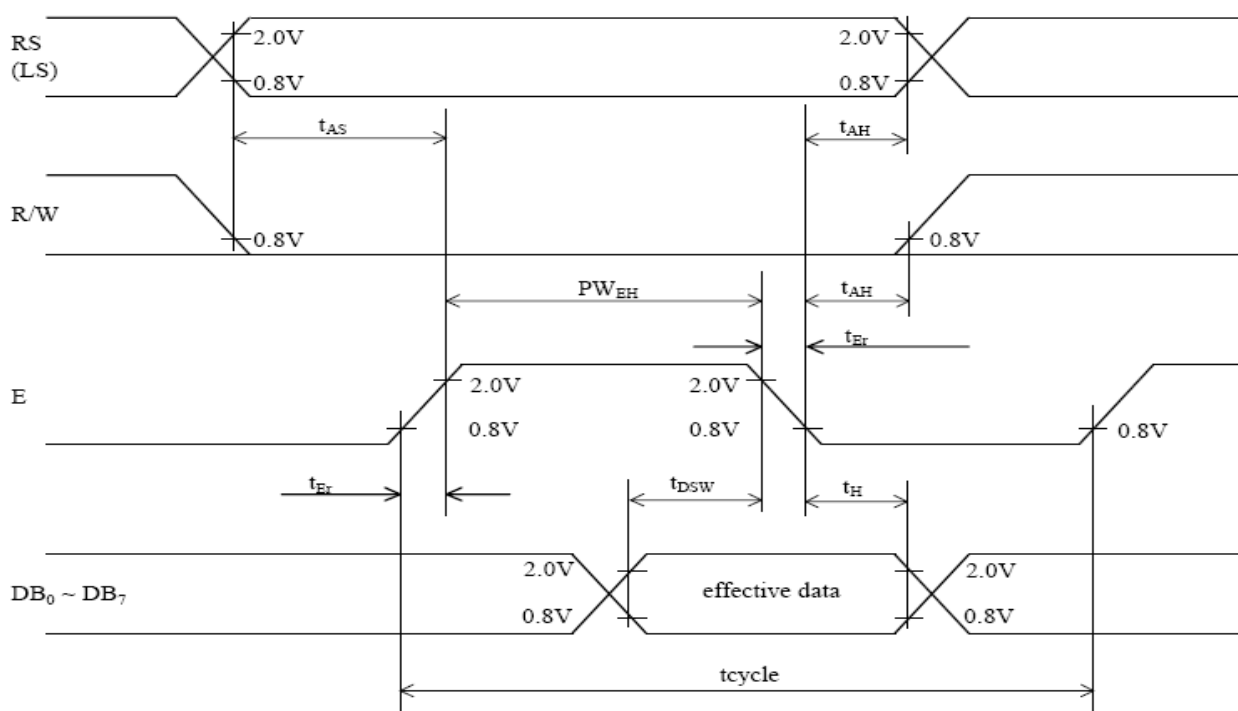 RS
(LS)
2.0V 2.0V
0.8V 0.8V
tAS tAH
R/W
0.8V 0.8V
PWEH tAH
tEr
E
2.0V 2.0V
0.8V 0.8V 0.8V
tEr tDSW tH
DB0 ~ DB7
2.0V effective data 2.0V
0.8V 0.8V
tcycle